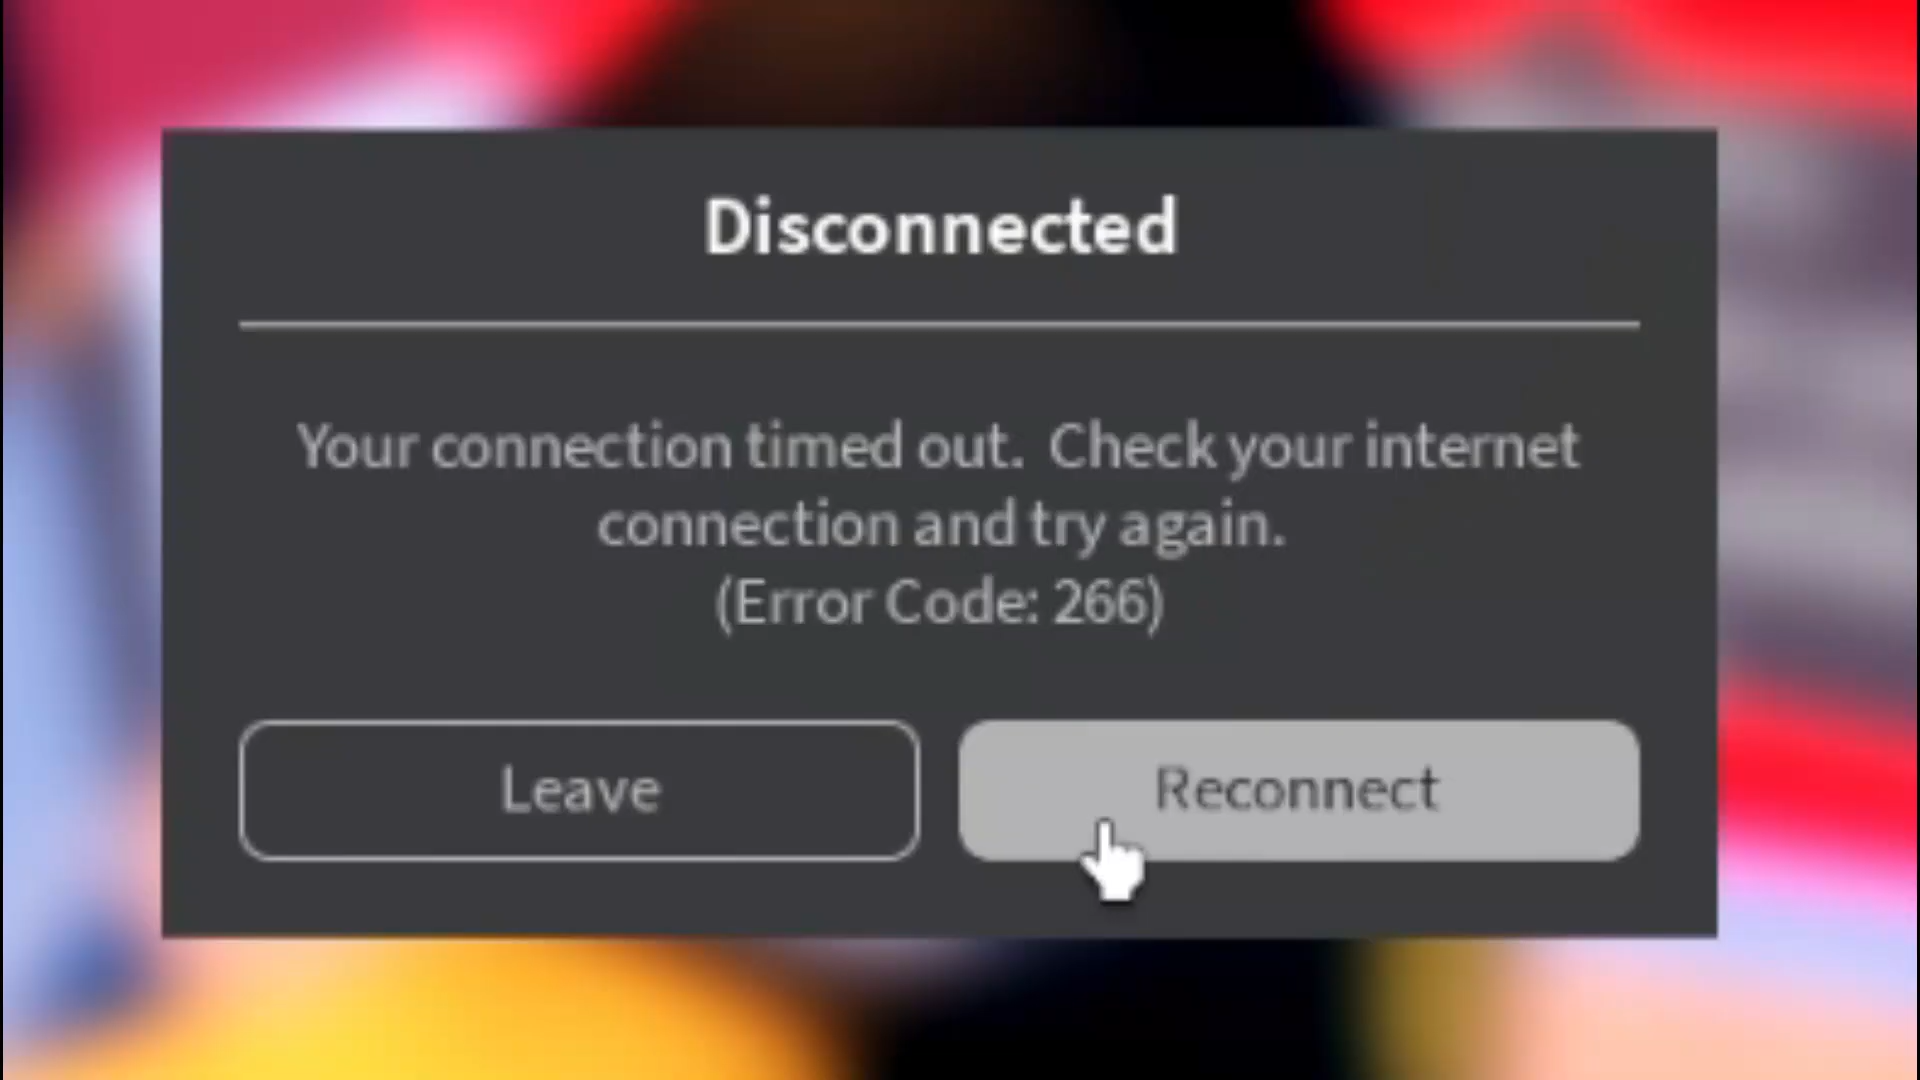 Disconnected
Your connection timed out.  Check your internet
connection and try again.
(Error Code: 266)
Leave
Reconnect